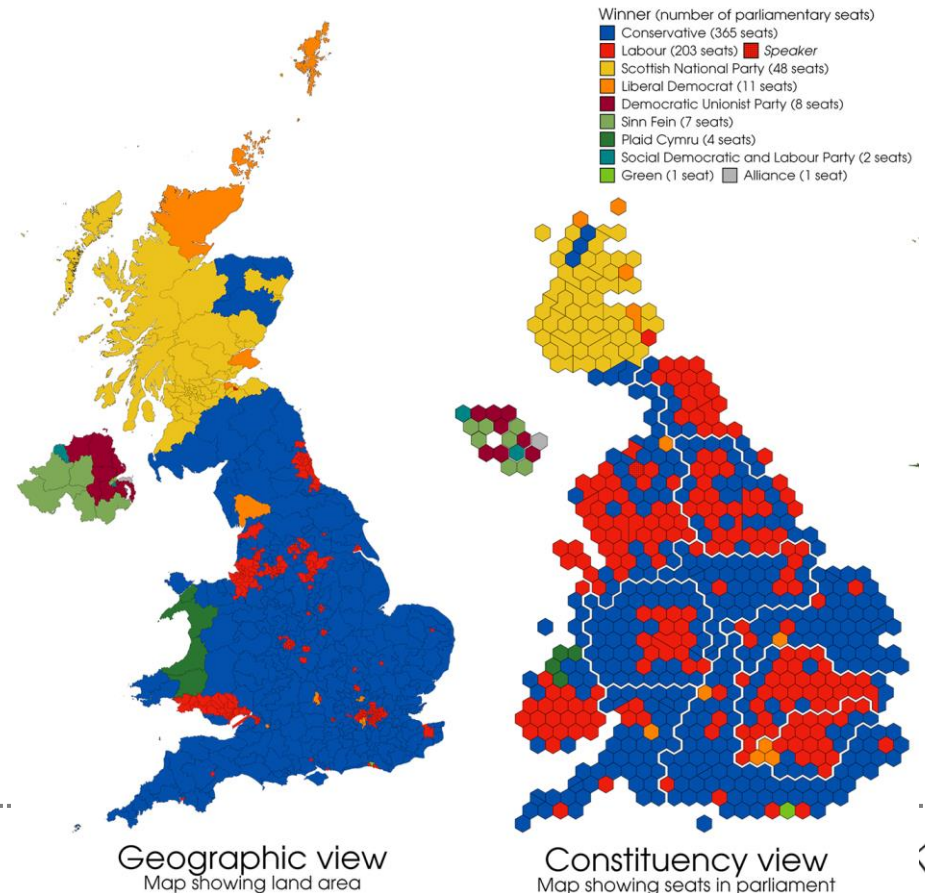 Winner (number of parliamentary seats)
Conservative (365 seats)
Labour (203 seats) Speaker
Scottish National Party (48 seats)
Liberal Democrat (11 seats)
Democratic Unionist Party (8 seats)
Sinn Fein (7 seats)
Plaid Cymru (4 seats)
Social Democratic and Labour Party (2 seats)
Green (1 seat) Alliance (1 seat)
Geographic view
Map showing land area
Constituency view
Map showing seats in parliament